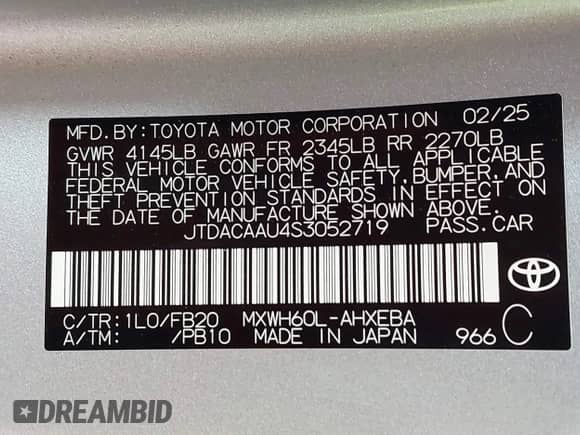 MFD.BY:TOYOTA MOTOR CORPORATION 02/25
GVWR 4145LB GAWR FR 2345LB RR 2270LB
THIS VEHICLE CONFORMS TO ALL APPLICABLE
FEDERAL MOTOR VEHICLE SAFETY,BUMPER,AND
THEFT PREVENTION STANDARDS IN EFFECT ON
THE DATE OF MANUFACTURE SHOWN ABOVE.
JTDACAAU4S3052719 PASS.CAR
C/TR:1L0/FB20 MXWH60L-AHXEBA
A/TM: /PB10 MADE IN JAPAN 966 C
DREAMBID